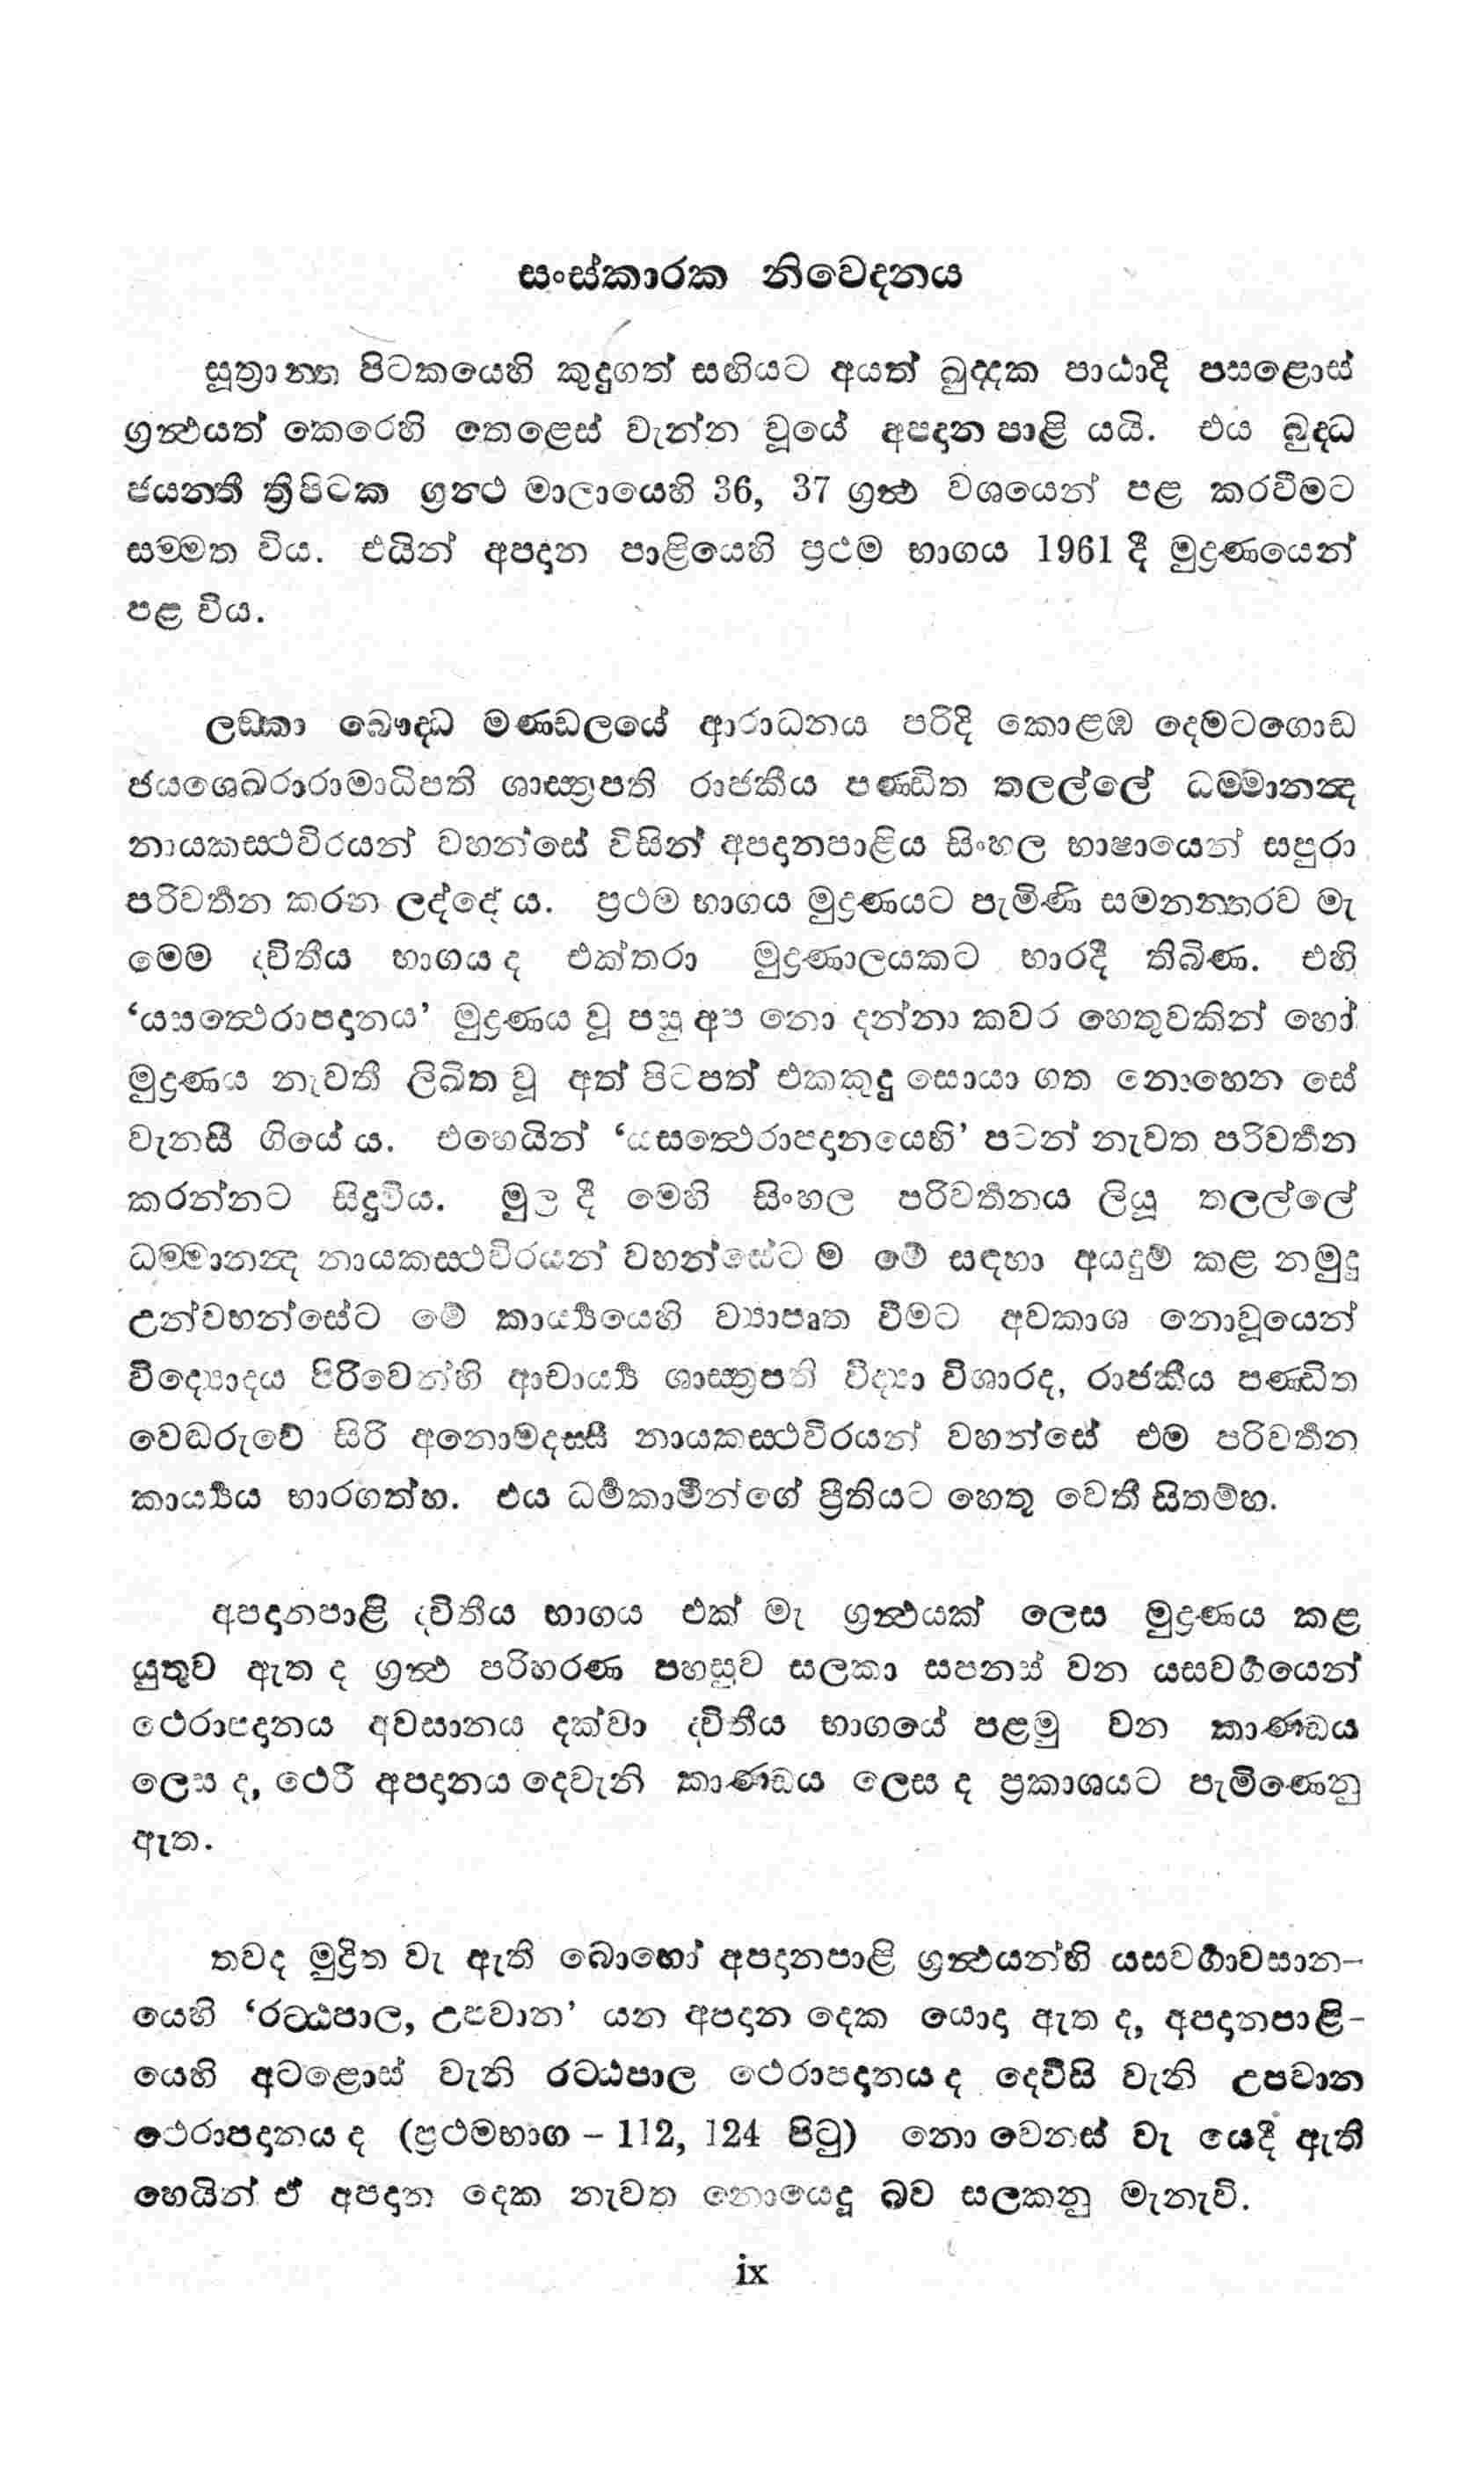 සංස්කාරක නිවෙදනය
සූත්‍රාන්ත පිටකයෙහි කුදුගත් සඟියට අයත් ඛුද්දක පාඨාදි පසළොස්
ග්‍රන්ථයන් කෙරෙහි තෙළෙස් වැන්න වූයේ අපදාන පාළි යයි. එය බුද්ධ
ජයන්තී ත්‍රිපිටක ග්‍රන්ථ මාලායෙහි 36, 37 ග්‍රන්ථ වශයෙන් පළ කරවීමට
සම්මත විය. එයින් අපදාන පාළියෙහි ප්‍රථම භාගය 1961 දී මුද්‍රණයෙන්
පළ විය.
ලඞ්කා බෞද්ධ මණ්ඩලයේ ආරාධනය පරිදි කොළඹ දෙමටගොඩ
ජයශෙඛරාරාමාධිපති ශාස්ත්‍රපති රාජකීය පණ්ඩිත තලල්ලේ ධම්මානන්ද
නායකස්ථවිරයන් වහන්සේ විසින් අපදානපාළිය සිංහල භාෂායෙන් සපුරා
පරිවර්තන කරන ලද්දේ ය. ප්‍රථම භාගය මුද්‍රණයට පැමිණි සමනන්තරව මැ
මෙම ද්විතීය භාගය ද එක්තරා මුද්‍රණාලයකට භාරදී තිබිණ. එහි
‘යසත්ථෙරාපදානය’ මුද්‍රණය වූ පසු අප නො දන්නා කවර හෙතුවකින් හෝ
මුද්‍රණය නැවතී ලිඛිත වූ අත් පිටපත් එකකුදු සොයා ගත නොහෙන සේ
වැනසී ගියේ ය. එහෙයින් ‘යසත්ථෙරාපදානයෙහි’ පටන් නැවත පරිවර්තන
කරන්නට සිදුවිය. මුල දී මෙහි සිංහල පරිවර්තනය ලියූ තලල්ලේ
ධම්මානන්ද නායකස්ථවිරයන් වහන්සේට ම මේ සඳහා අයදුම් කළ නමුදු
උන්වහන්සේට මේ කාර්‍ය්‍යයෙහි ව්‍යාපෘත වීමට අවකාශ නොවූයෙන්
විද්‍යොදය පිරිවෙන්හි ආචාර්‍ය්‍ය ශාස්ත්‍රපති විද්‍යා විශාරද, රාජකීය පණ්ඩිත
වෙඬරුවේ සිරි අනොමදස්සී නායකස්ථවිරයන් වහන්සේ එම පරිවර්තන
කාර්‍ය්‍යය භාරගත්හ. එය ධර්මකාමීන්ගේ ප්‍රීතියට හෙතු වෙතී සිතම්හ.
අපදානපාළි ද්විතීය භාගය එක් මැ ග්‍රන්ථයක් ලෙස මුද්‍රණය කළ
යුතුව ඇත ද ග්‍රන්ථ පරිහරණ පහසුව සලකා සපනස් වන යසවර්ගයෙන්
ථෙරාපදානය අවසානය දක්වා ද්විතීය භාගයේ පළමු වන කාණ්ඩය
ලෙස ද, ථෙරී අපදානය දෙවැනි කාණ්ඩය ලෙස ද ප්‍රකාශයට පැමිණෙනු
ඇත.
තවද මුද්‍රිත වැ ඇති බොහෝ අපදානපාළි ග්‍රන්ථයන්හි යසවර්ගාවසාන-
යෙහි ‘රට්ඨපාල, උපවාන’ යන අපදාන දෙක යොදා ඇත ද, අපදානපාළි-
යෙහි අටළොස් වැනි රට්ඨපාල ථෙරාපදානය ද දෙවිසි වැනි උපවාන
ථෙරාපදානය ද (ප්‍රථමභාග - 112, 124 පිටු) නො වෙනස් වැ යෙදී ඇති
හෙයින් ඒ අපදාන දෙක නැවත නොයෙදූ බව සලකනු මැනැවි.
ix